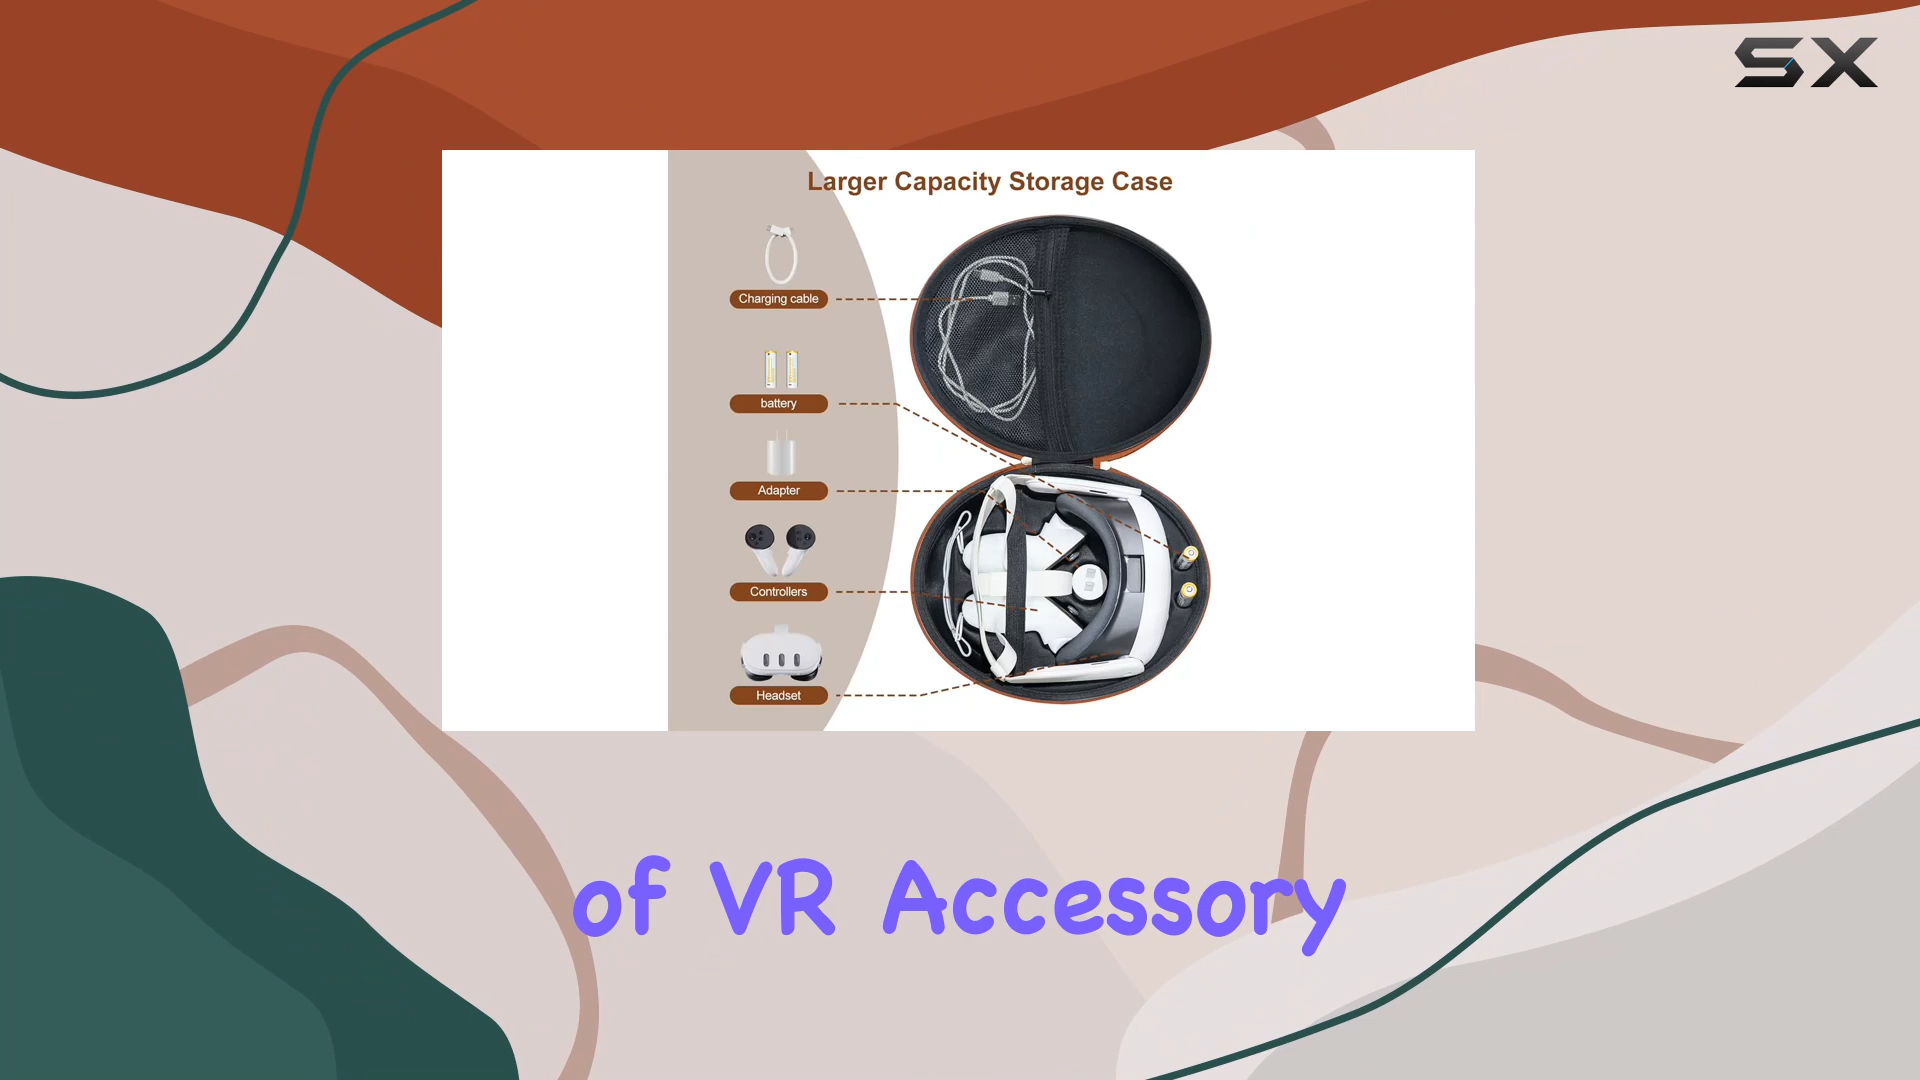 SX
Larger Capacity Storage Case
Charging cable
battery
Adapter
Controllers
Headset
of VR Accessory